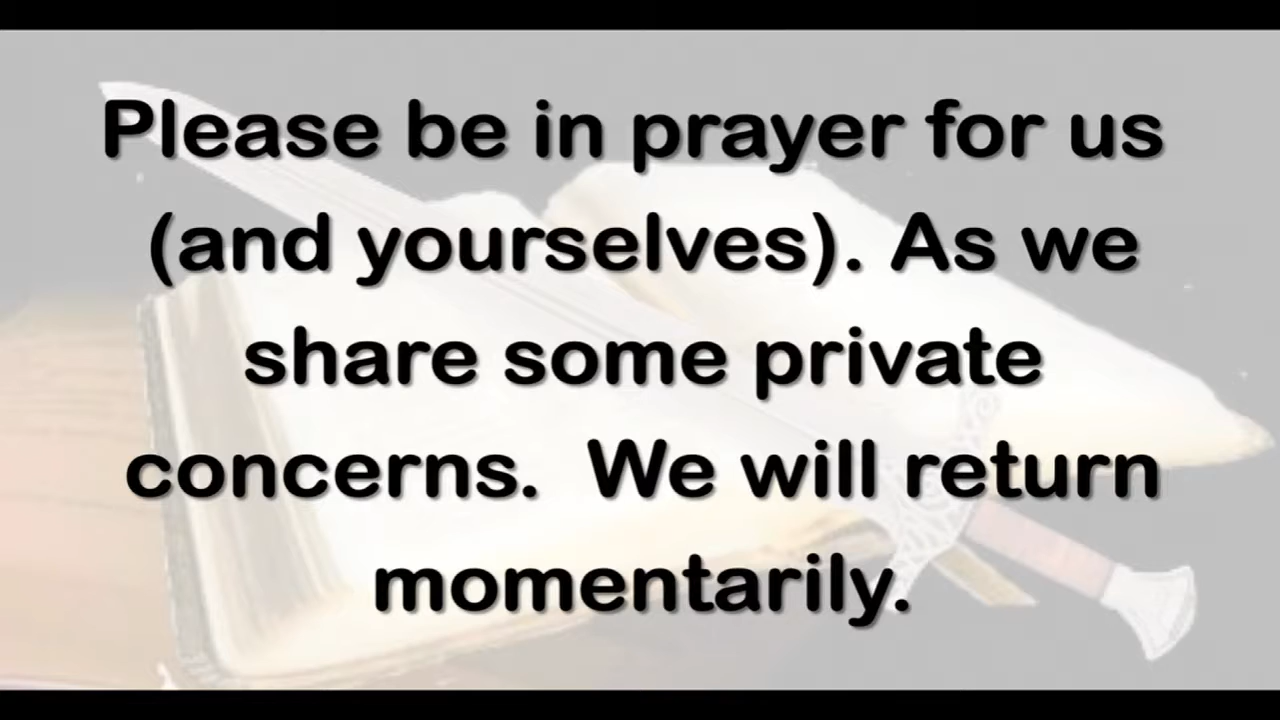 Please be in prayer for us
(and yourselves). As we
share some private
concerns.  We will return
momentarily.